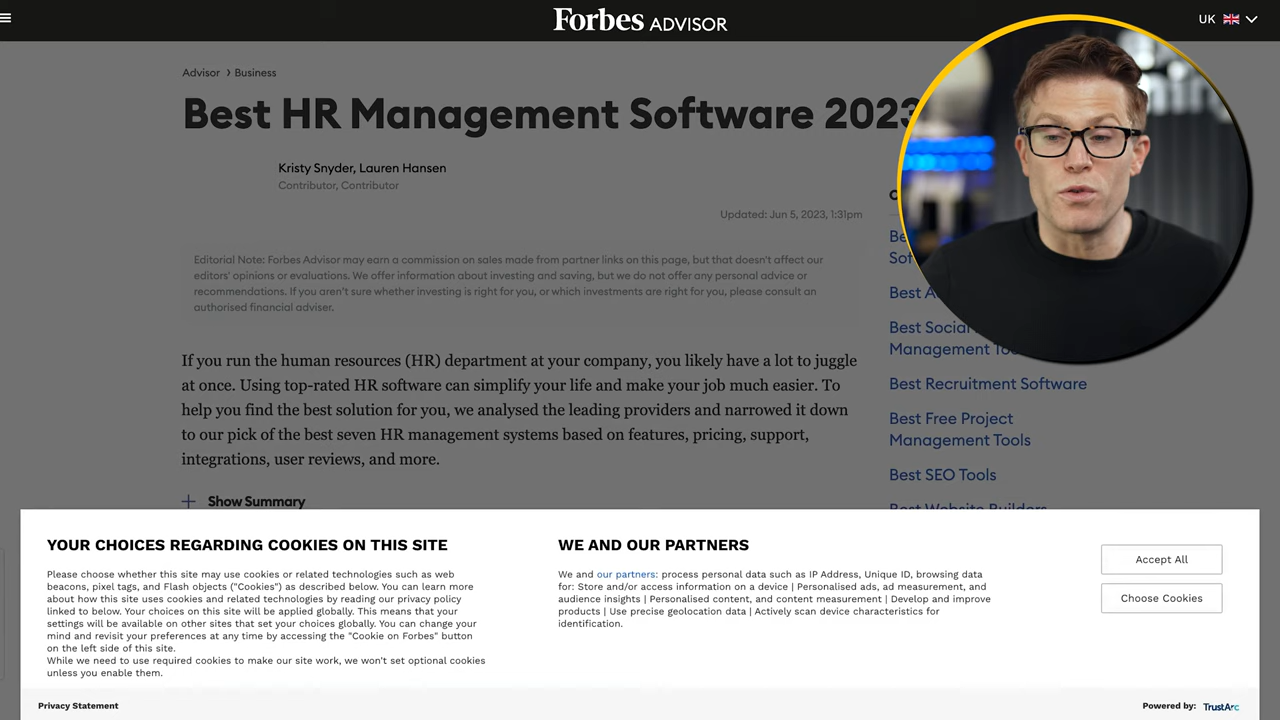 Forbes ADVISOR
UK
Advisor › Business
Best HR Management Software 2023
Kristy Snyder, Lauren Hansen
Contributor, Contributor
Updated: Jun 5, 2023, 1:31pm
Editorial Note: Forbes Advisor may earn a commission on sales made from partner links on this page, but that doesn't affect our
editors' opinions or evaluations. We offer information about investing and saving, but we do not offer any personal advice or
recommendations. If you aren't sure whether investing is right for you, or which investments are right for you, please consult an
authorised financial adviser.
If you run the human resources (HR) department at your company, you likely have a lot to juggle
at once. Using top-rated HR software can simplify your life and make your job much easier. To
help you find the best solution for you, we analysed the leading providers and narrowed it down
to our pick of the best seven HR management systems based on features, pricing, support,
integrations, user reviews, and more.
Show Summary
Best Social
Management
Best Recruitment Software
Best Free Project
Management Tools
Best SEO Tools
Best Website Builders
YOUR CHOICES REGARDING COOKIES ON THIS SITE
Please choose whether this site may use cookies or related technologies such as web
beacons, pixel tags, and Flash objects ("Cookies") as described below. You can learn more
about how this site uses cookies and related technologies by reading our privacy policy
linked to below. Your choices on this site will be applied globally. This means that your
settings will be available on other sites that set your choices globally. You can change your
mind and revisit your preferences at any time by accessing the "Cookie on Forbes" button
on the left side of this site.
While we need to use required cookies to make our site work, we won't set optional cookies
unless you enable them.
WE AND OUR PARTNERS
We and our partners: process personal data such as IP Address, Unique ID, browsing data
for: Store and/or access information on a device | Personalised ads, ad measurement, and
audience insights | Personalised content, and content measurement | Develop and improve
products | Use precise geolocation data | Actively scan device characteristics for
identification.
Accept All
Choose Cookies
Privacy Statement
Powered by: TrustArc